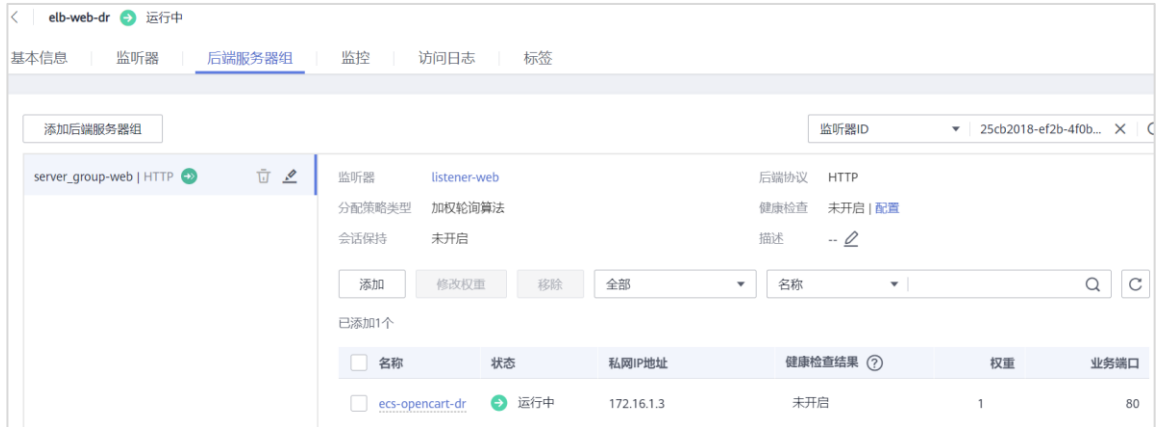 elb-web-dr 运行中
基本信息 监听器 后端服务器组 监控 访问日志 标签
添加后端服务器组 监听器ID 25cb2018-ef2b-4f0b...
server_group-web | HTTP
监听器 listener-web 后端协议 HTTP
分配策略类型 加权轮询算法 健康检查 未开启 | 配置
会话保持 未开启 描述 --
添加 修改权重 移除 全部 名称
已添加1个
名称 状态 私网IP地址 健康检查结果 权重 业务端口
ecs-opencart-dr 运行中 172.16.1.3 未开启 1 80